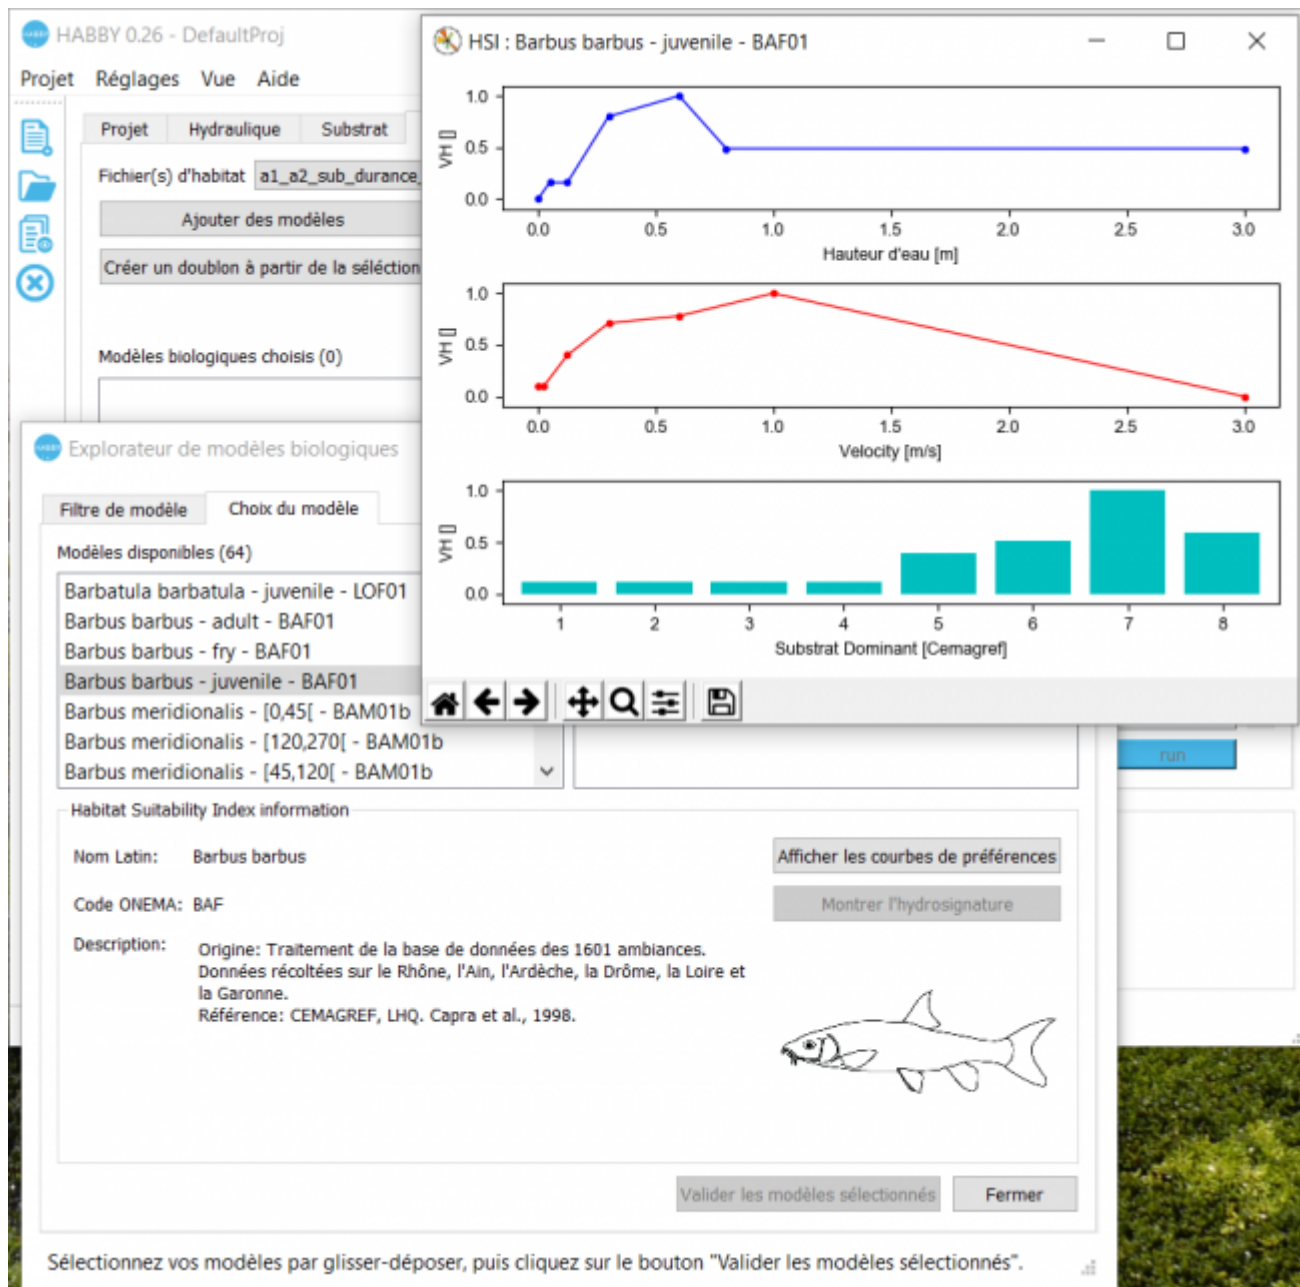 HABBY 0.26 - DefaultProj
Projet Réglages Vue Aide
Projet Hydraulique Substrat
Fichier(s) d'habitat a1_a2_sub_durance_
Ajouter des modèles
Créer un doublon à partir de la séléction
Modèles biologiques choisis (0)
HSI : Barbus barbus - juvenile - BAF01
1.0
0.5
0.0
VH []
0.0 0.5 1.0 1.5 2.0 2.5 3.0
Hauteur d'eau [m]
1.0
0.5
0.0
VH []
0.0 0.5 1.0 1.5 2.0 2.5 3.0
Velocity [m/s]
1.0
0.5
0.0
VH []
1 2 3 4 5 6 7 8
Substrat Dominant [Cemagref]
run
Explorateur de modèles biologiques
Filtre de modèle Choix du modèle
Modèles disponibles (64)
Barbatula barbatula - juvenile - LOF01
Barbus barbus - adult - BAF01
Barbus barbus - fry - BAF01
Barbus barbus - juvenile - BAF01
Barbus meridionalis - [0,45[ - BAM01b
Barbus meridionalis - [120,270[ - BAM01b
Barbus meridionalis - [45,120[ - BAM01b
Habitat Suitability Index information
Nom Latin: Barbus barbus
Afficher les courbes de préférences
Code ONEMA: BAF
Montrer l'hydrosignature
Description: Origine: Traitement de la base de données des 1601 ambiances.
Données récoltées sur le Rhône, l'Ain, l'Ardèche, la Drôme, la Loire et
la Garonne.
Référence: CEMAGREF, LHQ. Capra et al., 1998.
Valider les modèles sélectionnés Fermer
Sélectionnez vos modèles par glisser-déposer, puis cliquez sur le bouton "Valider les modèles sélectionnés".